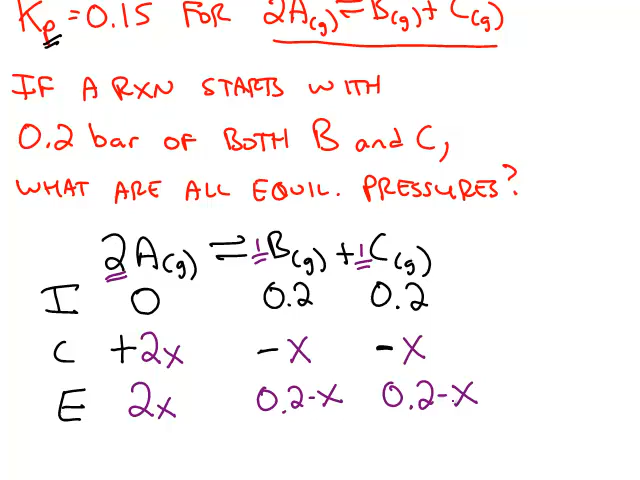 Kp = 0.15 FOR 2A(g) ⇌ B(g) + C(g)
IF A RXN STARTS WITH
0.2 bar OF BOTH B and C,
WHAT ARE ALL EQUIL. PRESSURES?
2A(g) ⇌ 1B(g) + 1C(g)
I 0 0.2 0.2
C +2x -x -x
E 2x 0.2-x 0.2-x